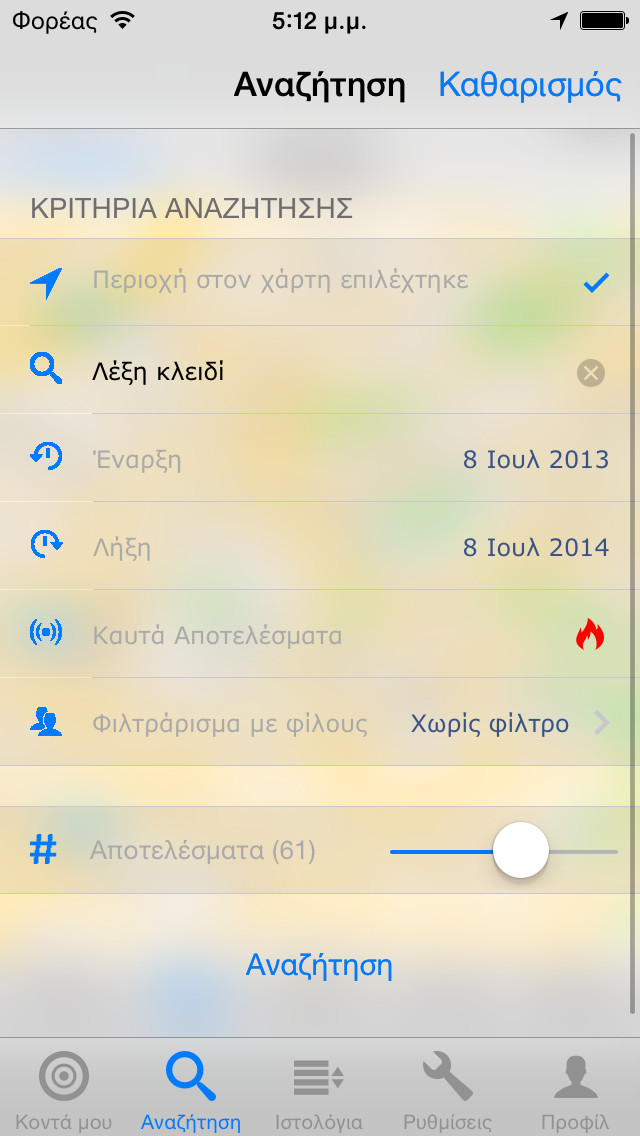 Φορέας 5:12 μ.μ.
Αναζήτηση Καθαρισμός
ΚΡΙΤΗΡΙΑ ΑΝΑΖΗΤΗΣΗΣ
Περιοχή στον χάρτη επιλέχτηκε
Λέξη κλειδί
Έναρξη 8 Ιουλ 2013
Λήξη 8 Ιουλ 2014
Καυτά Αποτελέσματα
Φιλτράρισμα με φίλους Χωρίς φίλτρο
# Αποτελέσματα (61)
Αναζήτηση
Κοντά μου Αναζήτηση Ιστολόγια Ρυθμίσεις Προφίλ